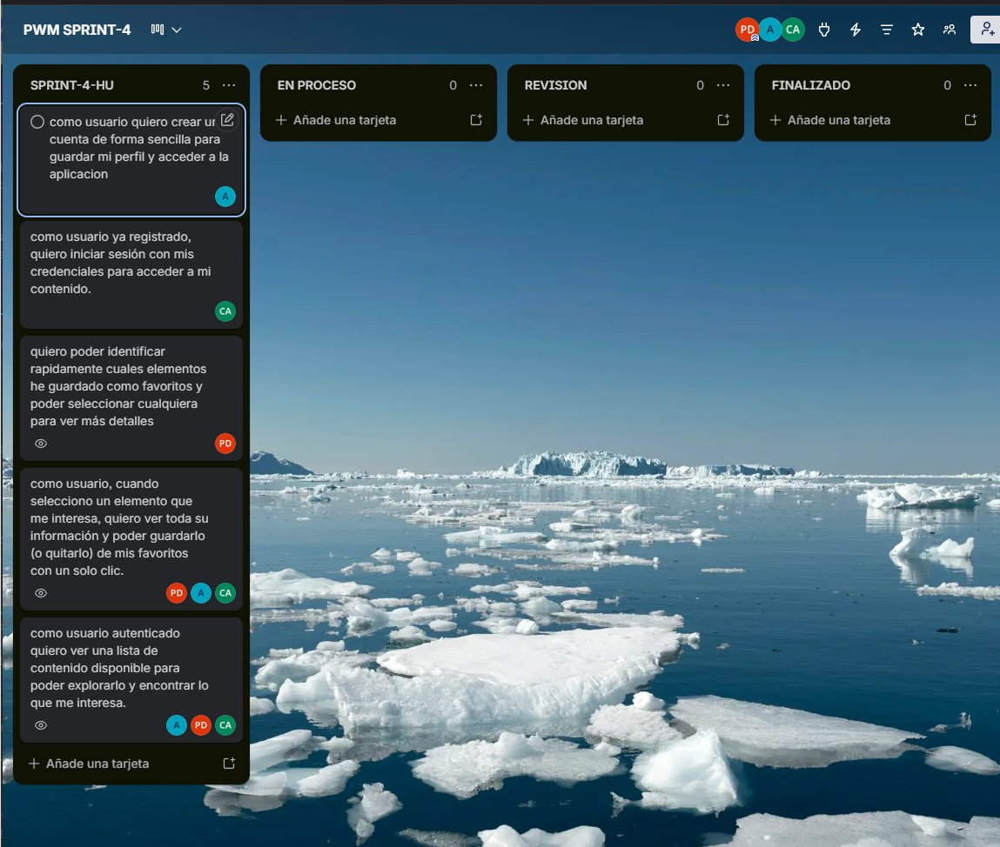 PWM SPRINT-4
PD A CA
SPRINT-4-HU 5
como usuario quiero crear
cuenta de forma sencilla para
guardar mi perfil y acceder a la
aplicacion
A
como usuario ya registrado,
quiero iniciar sesión con mis
credenciales para acceder a mi
contenido.
CA
quiero poder identificar
rapidamente cuales elementos
he guardado como favoritos y
poder seleccionar cualquiera
para ver más detalles
PD
como usuario, cuando
selecciono un elemento que
me interesa, quiero ver toda su
información y poder guardarlo
(o quitarlo) de mis favoritos
con un solo clic.
PD A CA
como usuario autenticado
quiero ver una lista de
contenido disponible para
poder explorarlo y encontrar lo
que me interesa.
A PD CA
Añade una tarjeta
EN PROCESO 0
Añade una tarjeta
REVISION 0
Añade una tarjeta
FINALIZADO 0
Añade una tarjeta